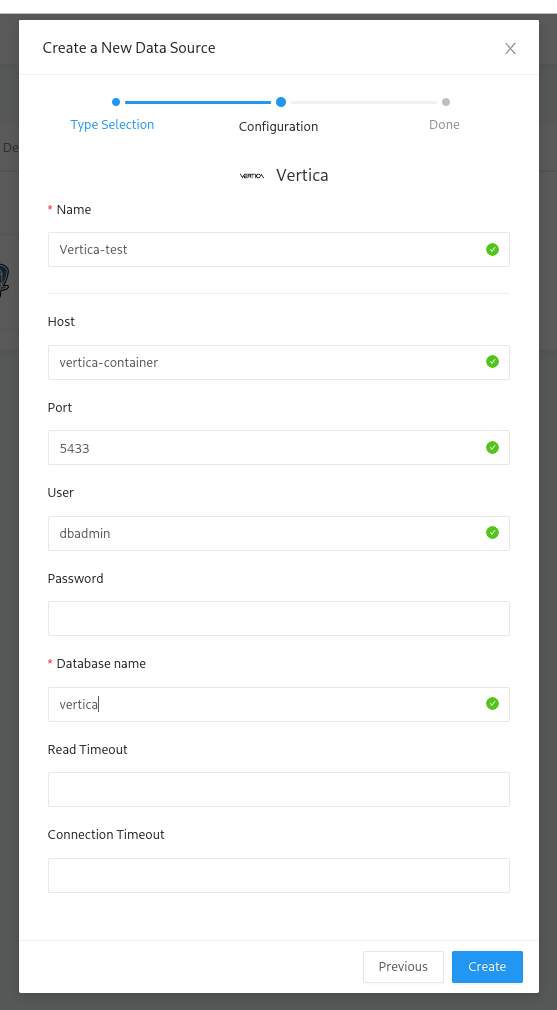 Create a New Data Source
De
Type Selection
Configuration
Done
VERTICA Vertica
* Name
Vertica-test
Host
vertica-container
Port
5433
User
dbadmin
Password
* Database name
vertica
Read Timeout
Connection Timeout
Previous
Create